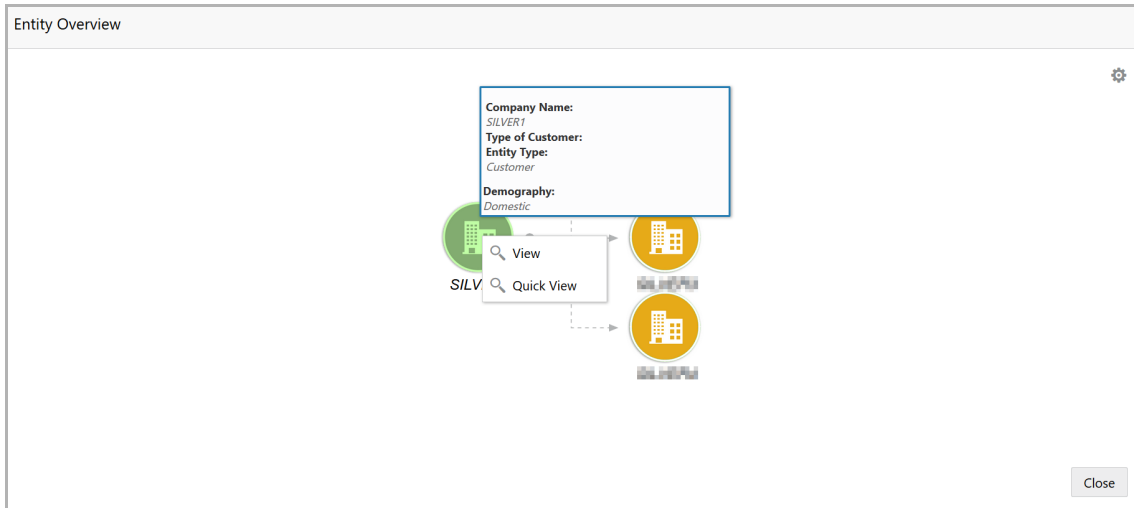 Entity Overview
Company Name:
SILVER1
Type of Customer:
Entity Type:
Customer
Demography:
Domestic
View
SILV
Quick View
Close